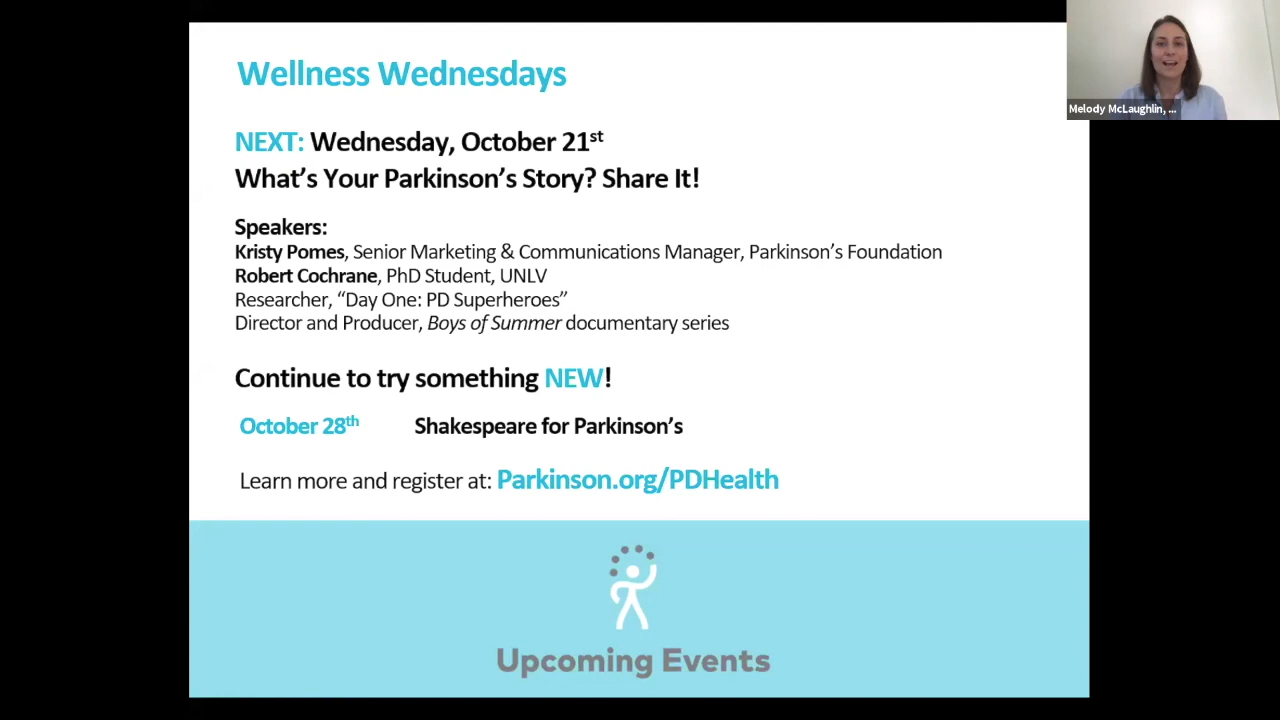 Wellness Wednesdays
Melody McLaughlin, ...
NEXT: Wednesday, October 21st
What's Your Parkinson's Story? Share It!
Speakers:
Kristy Pomes, Senior Marketing & Communications Manager, Parkinson's Foundation
Robert Cochrane, PhD Student, UNLV
Researcher, “Day One: PD Superheroes”
Director and Producer, Boys of Summer documentary series
Continue to try something NEW!
October 28th Shakespeare for Parkinson's
Learn more and register at: Parkinson.org/PDHealth
Upcoming Events